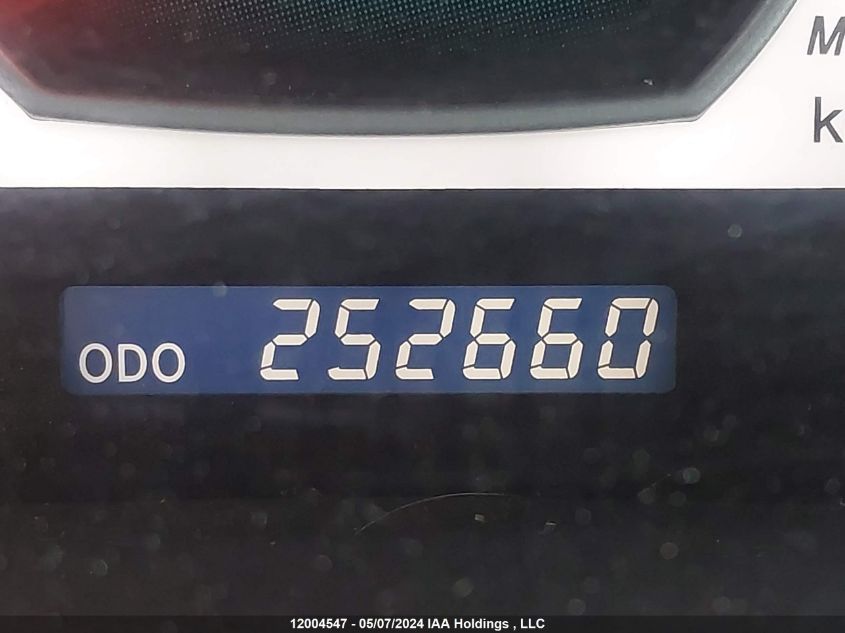 M
k
ODO 252660
12004547 - 05/07/2024 IAA Holdings , LLC